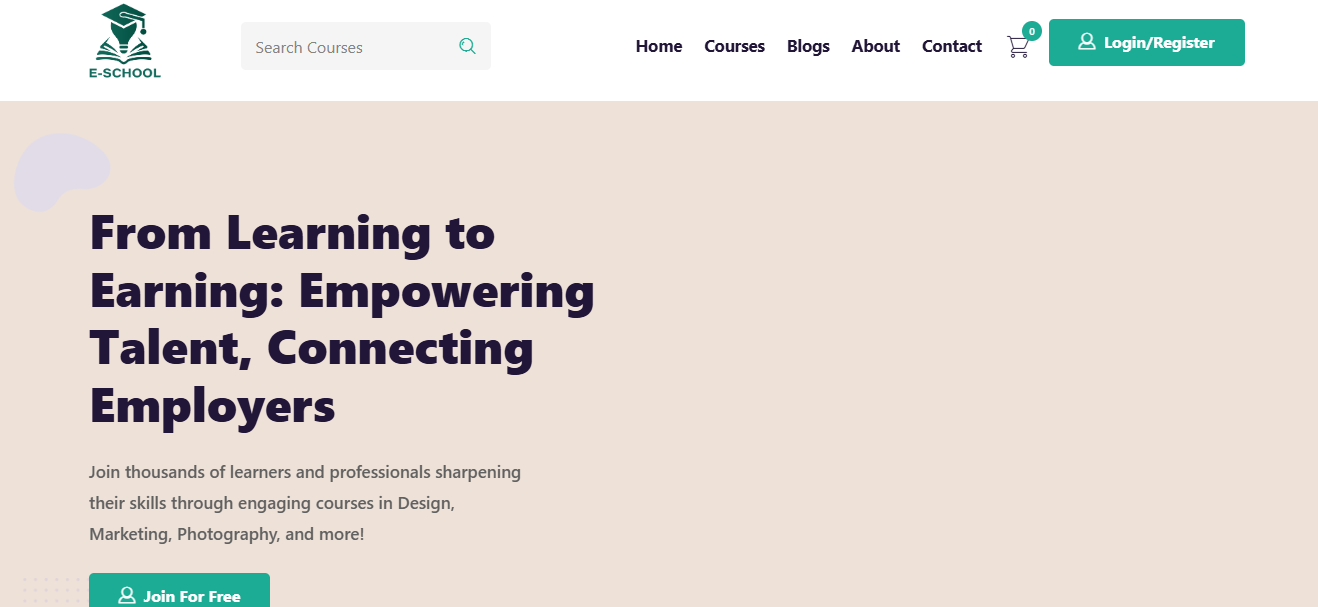 E-SCHOOL
Search Courses
Home
Courses
Blogs
About
Contact
0
Login/Register
From Learning to
Earning: Empowering
Talent, Connecting
Employers
Join thousands of learners and professionals sharpening
their skills through engaging courses in Design,
Marketing, Photography, and more!
Join For Free